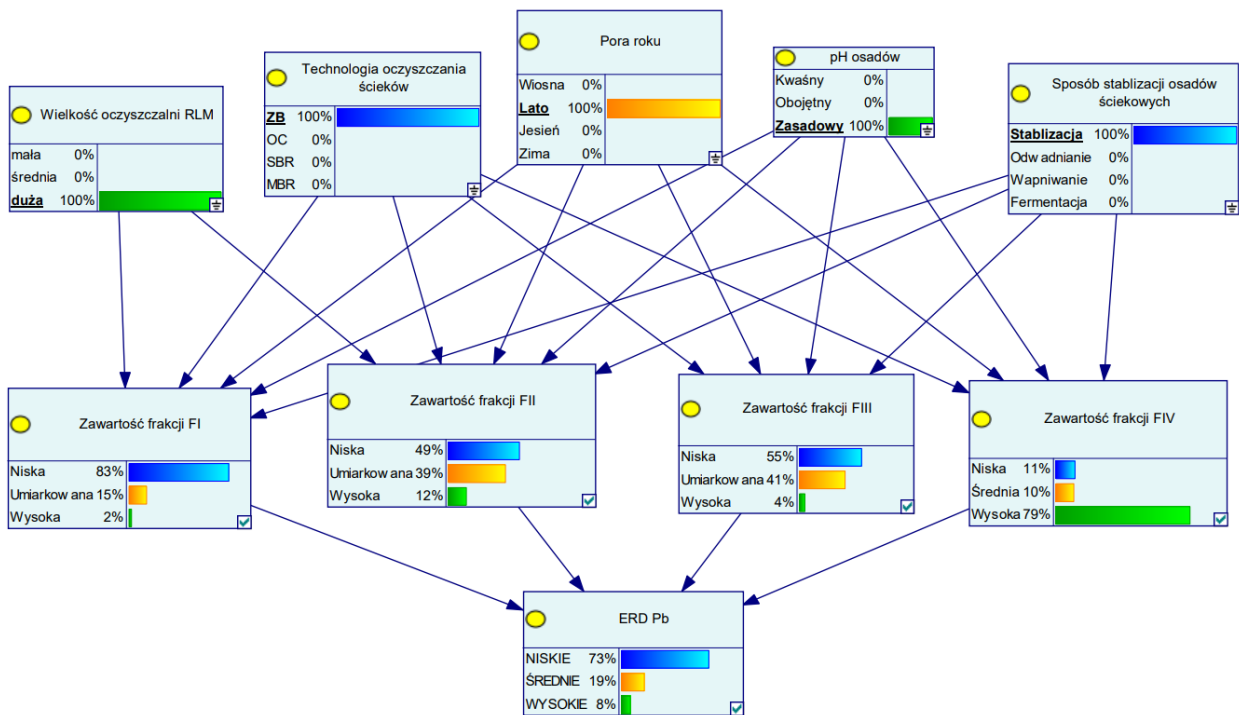 Wielkość oczyszczalni RLM
mała 0%
średnia 0%
duża 100%
Technologia oczyszczania
ścieków
ZB 100%
OC 0%
SBR 0%
MBR 0%
Pora roku
Wiosna 0%
Lato 100%
Jesień 0%
Zima 0%
pH osadów
Kwaśny 0%
Obojętny 0%
Zasadowy 100%
Sposób stablizacji osadów
ściekowych
Stablizacja 100%
Odw adnianie 0%
Wapniwanie 0%
Fermentacja 0%
Zawartość frakcji FI
Niska 83%
Umiarkow ana 15%
Wysoka 2%
Zawartość frakcji FII
Niska 49%
Umiarkow ana 39%
Wysoka 12%
Zawartość frakcji FIII
Niska 55%
Umiarkow ana 41%
Wysoka 4%
Zawartość frakcji FIV
Niska 11%
Średnia 10%
Wysoka 79%
ERD Pb
NISKIE 73%
ŚREDNIE 19%
WYSOKIE 8%